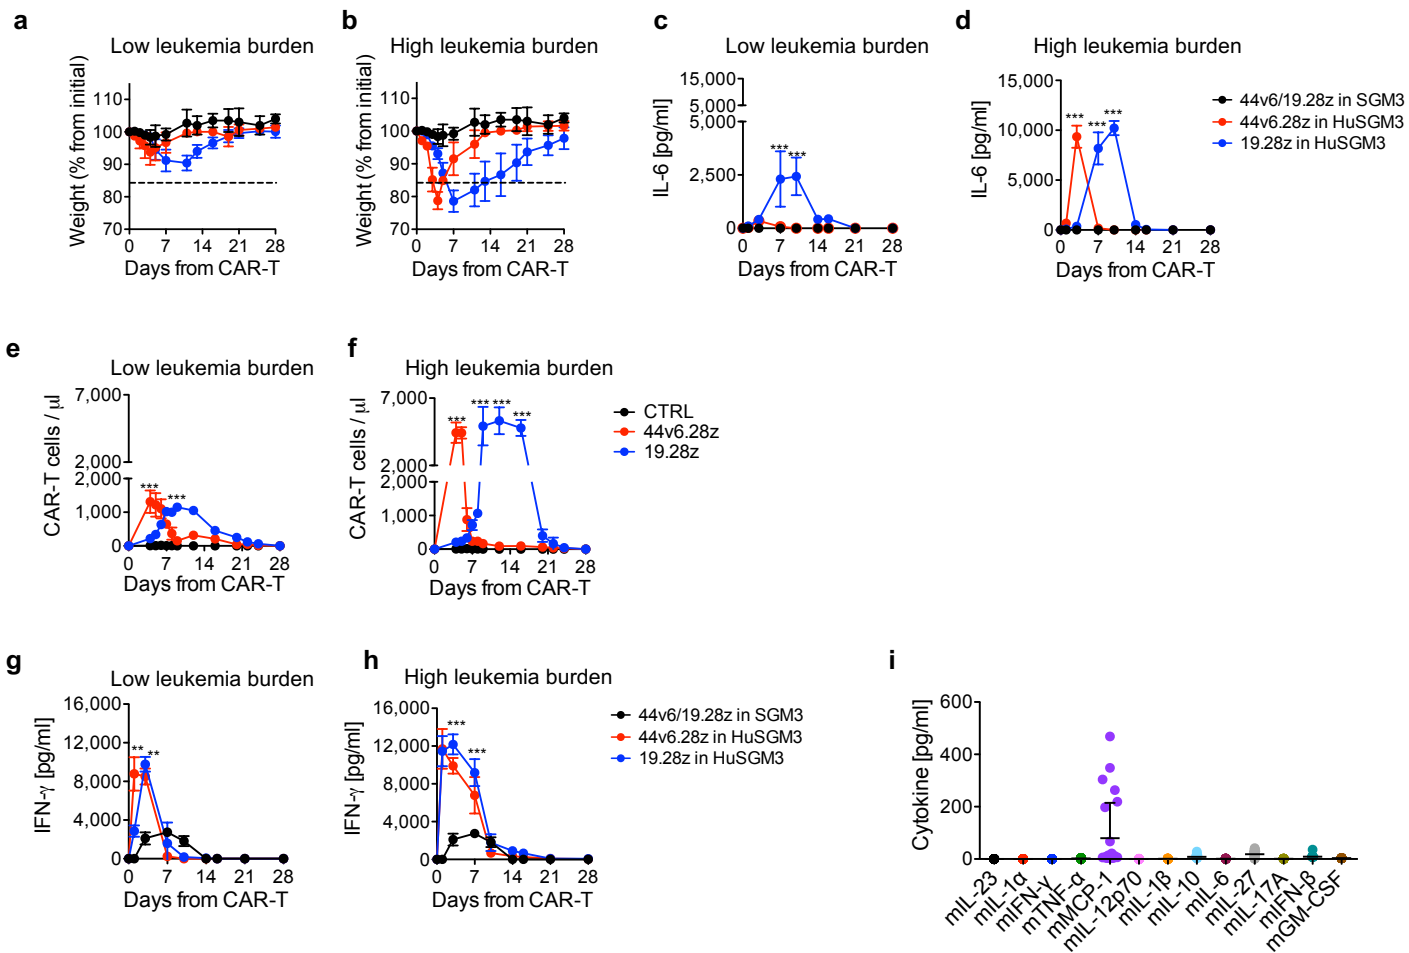 a
Low leukemia burden
Weight (% from initial)
110
100
90
80
70
0 7 14 21 28
Days from CAR-T
b
High leukemia burden
Weight (% from initial)
110
100
90
80
70
0 7 14 21 28
Days from CAR-T
c
Low leukemia burden
IL-6 [pg/ml]
15,000
5,000
5,000
2,500
0
*** ***
0 7 14 21 28
Days from CAR-T
d
High leukemia burden
IL-6 [pg/ml]
15,000
10,000
5,000
0
*** *** ***
0 7 14 21 28
Days from CAR-T
44v6/19.28z in SGM3
44v6.28z in HuSGM3
19.28z in HuSGM3
e
Low leukemia burden
CAR-T cells / μl
7,000
2,000
2,000
1,000
0
*** ***
0 7 14 21 28
Days from CAR-T
f
High leukemia burden
CAR-T cells / μl
7,000
2,000
2,000
1,000
0
*** *** *** ***
0 7 14 21 28
Days from CAR-T
CTRL
44v6.28z
19.28z
g
Low leukemia burden
IFN-γ [pg/ml]
16,000
12,000
8,000
4,000
0
** **
0 7 14 21 28
Days from CAR-T
h
High leukemia burden
IFN-γ [pg/ml]
16,000
12,000
8,000
4,000
0
*** ***
0 7 14 21 28
Days from CAR-T
44v6/19.28z in SGM3
44v6.28z in HuSGM3
19.28z in HuSGM3
i
Cytokine [pg/ml]
600
400
200
0
mIL-23
mIL-1α
mIFN-γ
mTNF-α
mMCP-1
mIL-12p70
mIL-1β
mIL-10
mIL-6
mIL-27
mIL-17A
mIFN-β
mGM-CSF